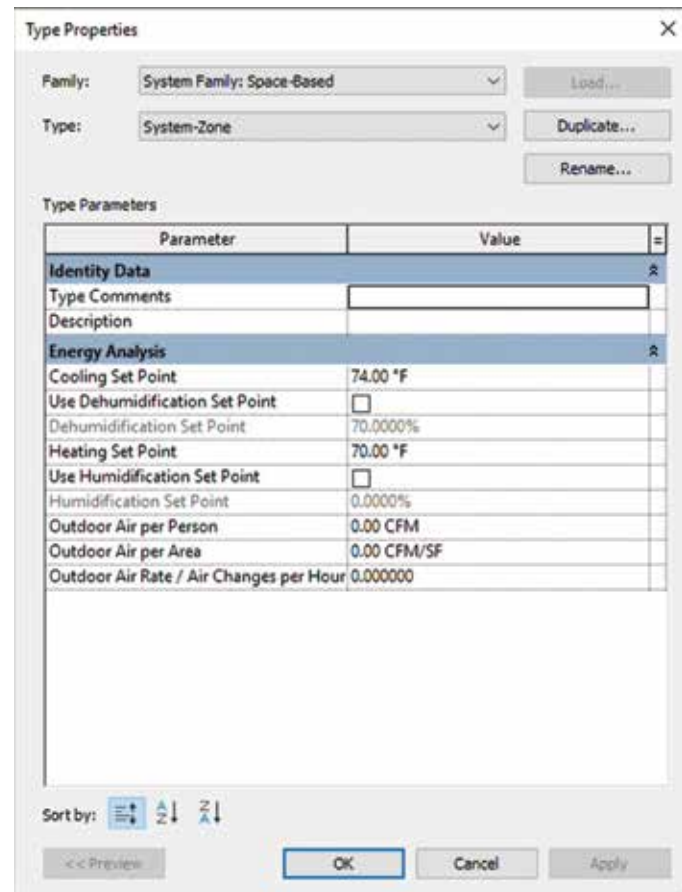 Type Properties
Family: System Family: Space-Based Load...
Type: System-Zone Duplicate...
Rename...
Type Parameters
Parameter Value =
Identity Data
Type Comments
Description
Energy Analysis
Cooling Set Point 74.00 °F
Use Dehumidification Set Point
Dehumidification Set Point 70.0000%
Heating Set Point 70.00 °F
Use Humidification Set Point
Humidification Set Point 0.0000%
Outdoor Air per Person 0.00 CFM
Outdoor Air per Area 0.00 CFM/SF
Outdoor Air Rate / Air Changes per Hour 0.000000
Sort by:
<< Preview OK Cancel Apply